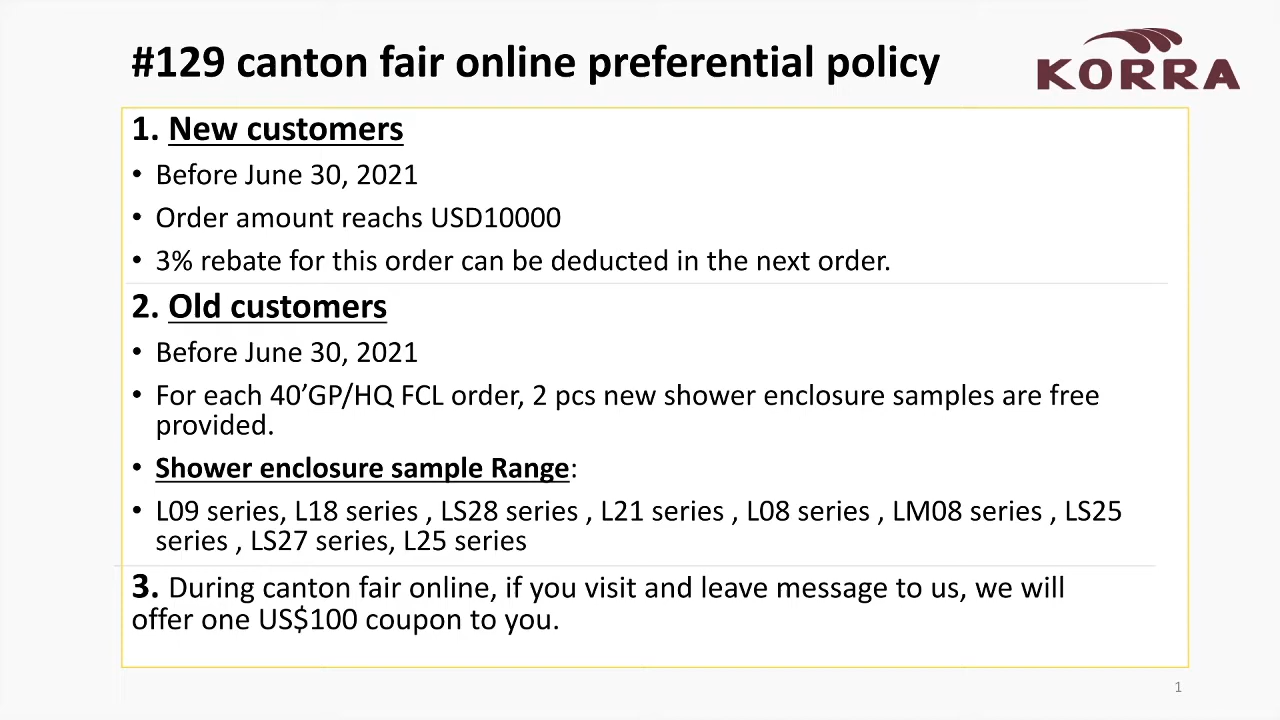 #129 canton fair online preferential policy
KORRA
1. New customers
• Before June 30, 2021
• Order amount reachs USD10000
• 3% rebate for this order can be deducted in the next order.
2. Old customers
• Before June 30, 2021
• For each 40’GP/HQ FCL order, 2 pcs new shower enclosure samples are free
provided.
• Shower enclosure sample Range:
• L09 series, L18 series , LS28 series , L21 series , L08 series , LM08 series , LS25
series , LS27 series, L25 series
3. During canton fair online, if you visit and leave message to us, we will
offer one US$100 coupon to you.
1